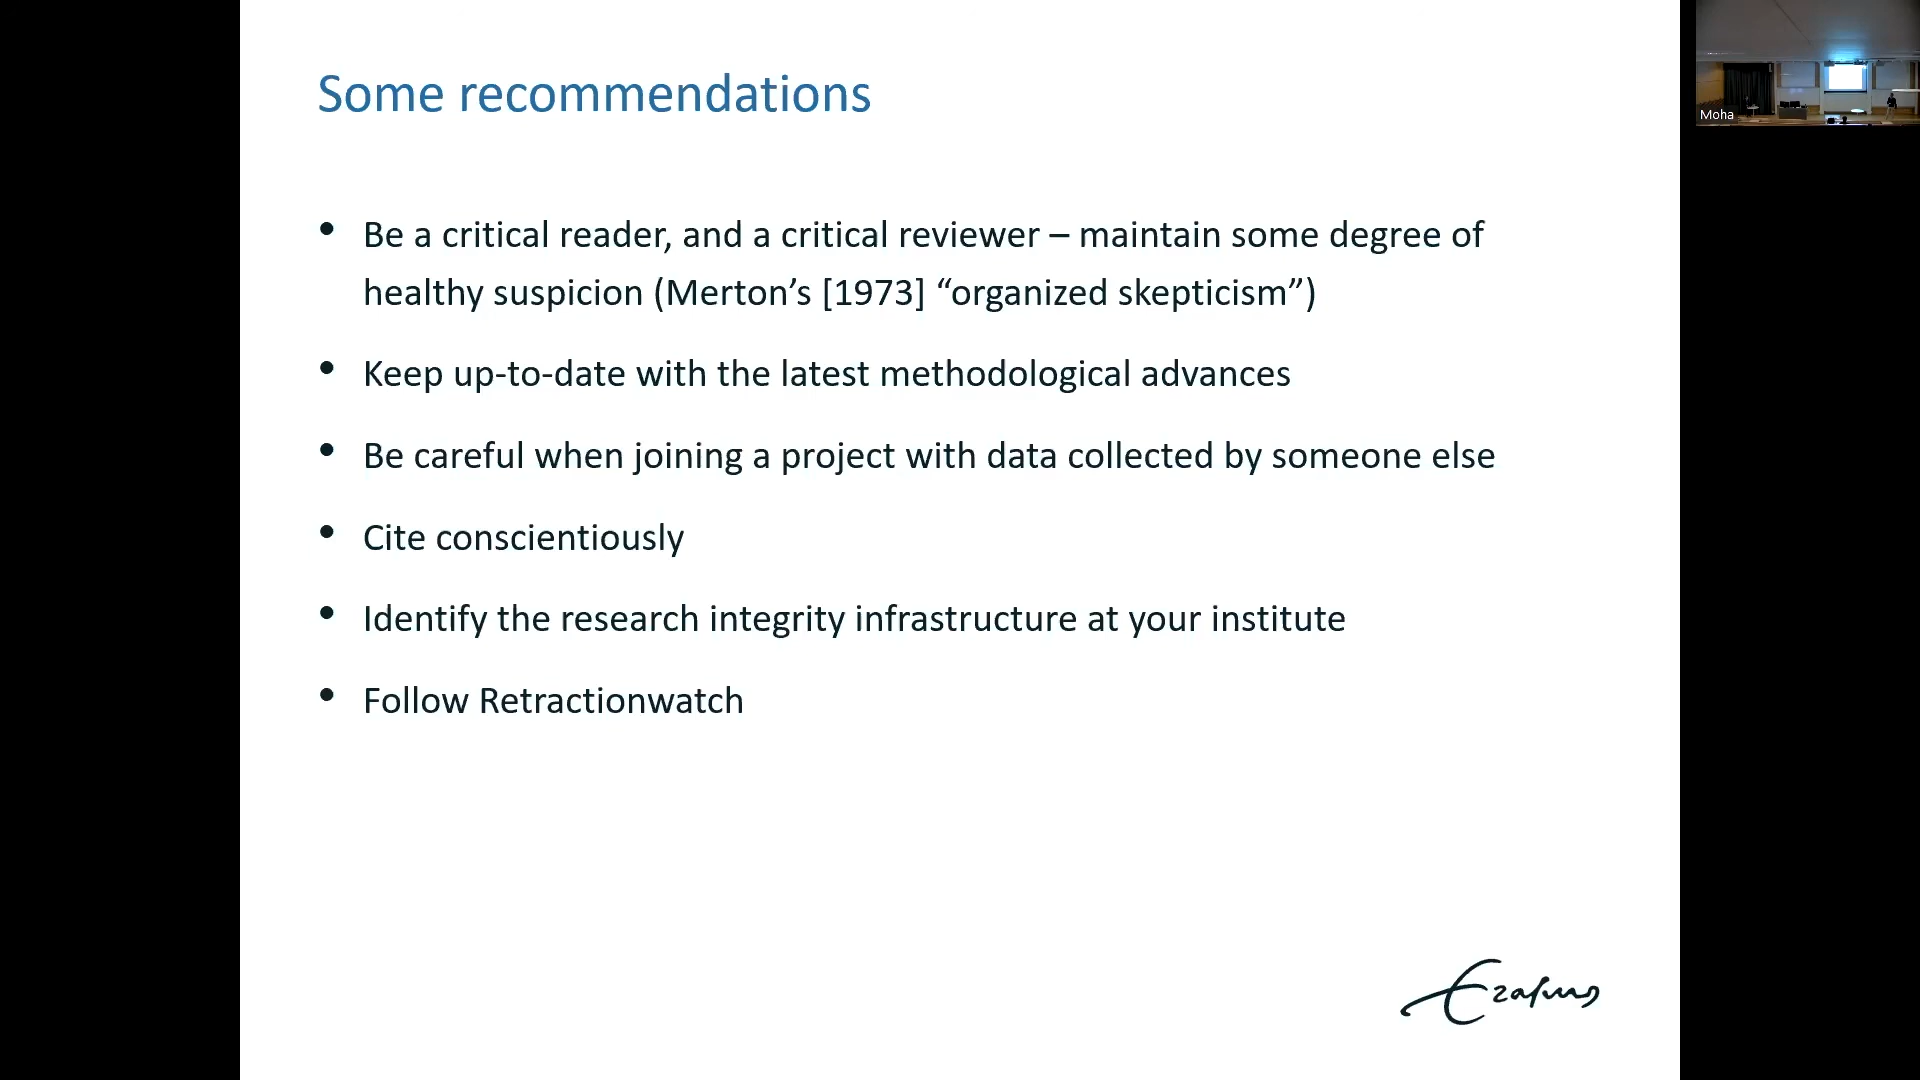 Some recommendations
• Be a critical reader, and a critical reviewer – maintain some degree of
healthy suspicion (Merton’s [1973] “organized skepticism”)
• Keep up-to-date with the latest methodological advances
• Be careful when joining a project with data collected by someone else
• Cite conscientiously
• Identify the research integrity infrastructure at your institute
• Follow Retractionwatch
Erasmus
Moha